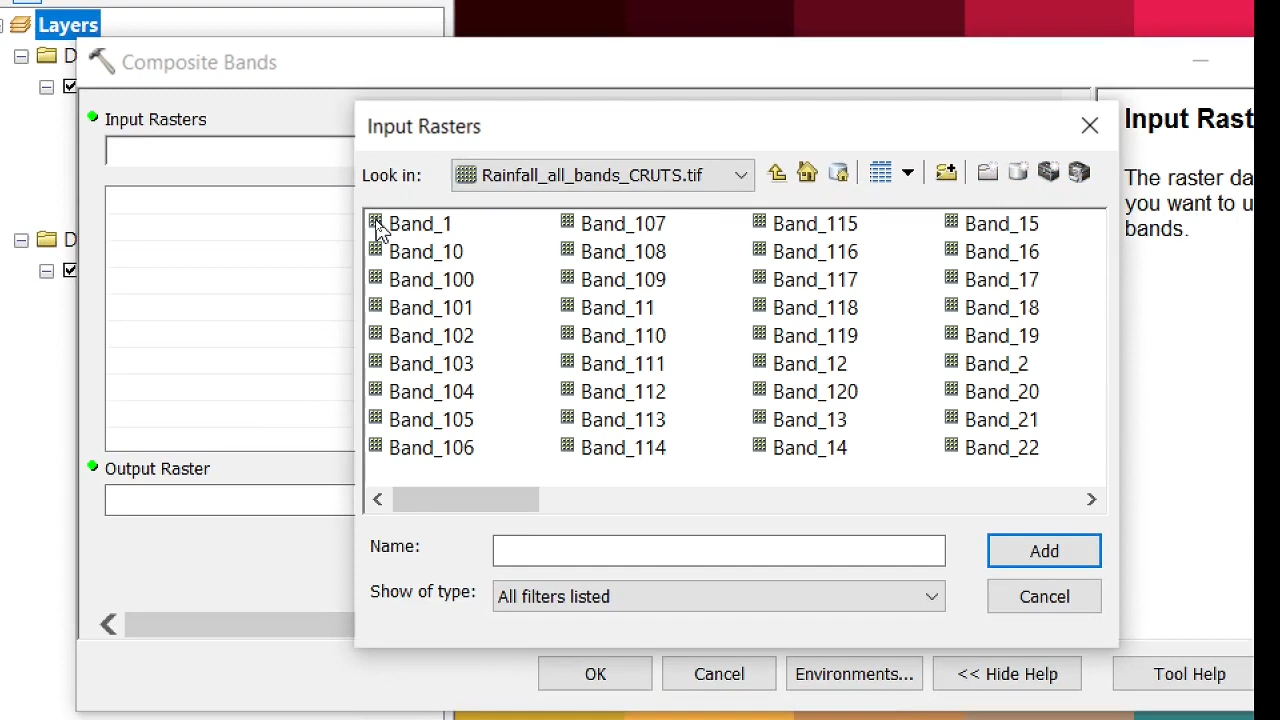 Layers
D
Composite Bands
Input Rasters
Input Rasters
Look in:
Rainfall_all_bands_CRUTS.tif
Band_1
Band_10
Band_100
Band_101
Band_102
Band_103
Band_104
Band_105
Band_106
Band_107
Band_108
Band_109
Band_11
Band_110
Band_111
Band_112
Band_113
Band_114
Band_115
Band_116
Band_117
Band_118
Band_119
Band_12
Band_120
Band_13
Band_14
Band_15
Band_16
Band_17
Band_18
Band_19
Band_2
Band_20
Band_21
Band_22
Name:
Add
Show of type:
All filters listed
Cancel
D
Output Raster
Input Rast
The raster da
you want to u
bands.
OK
Cancel
Environments...
<< Hide Help
Tool Help